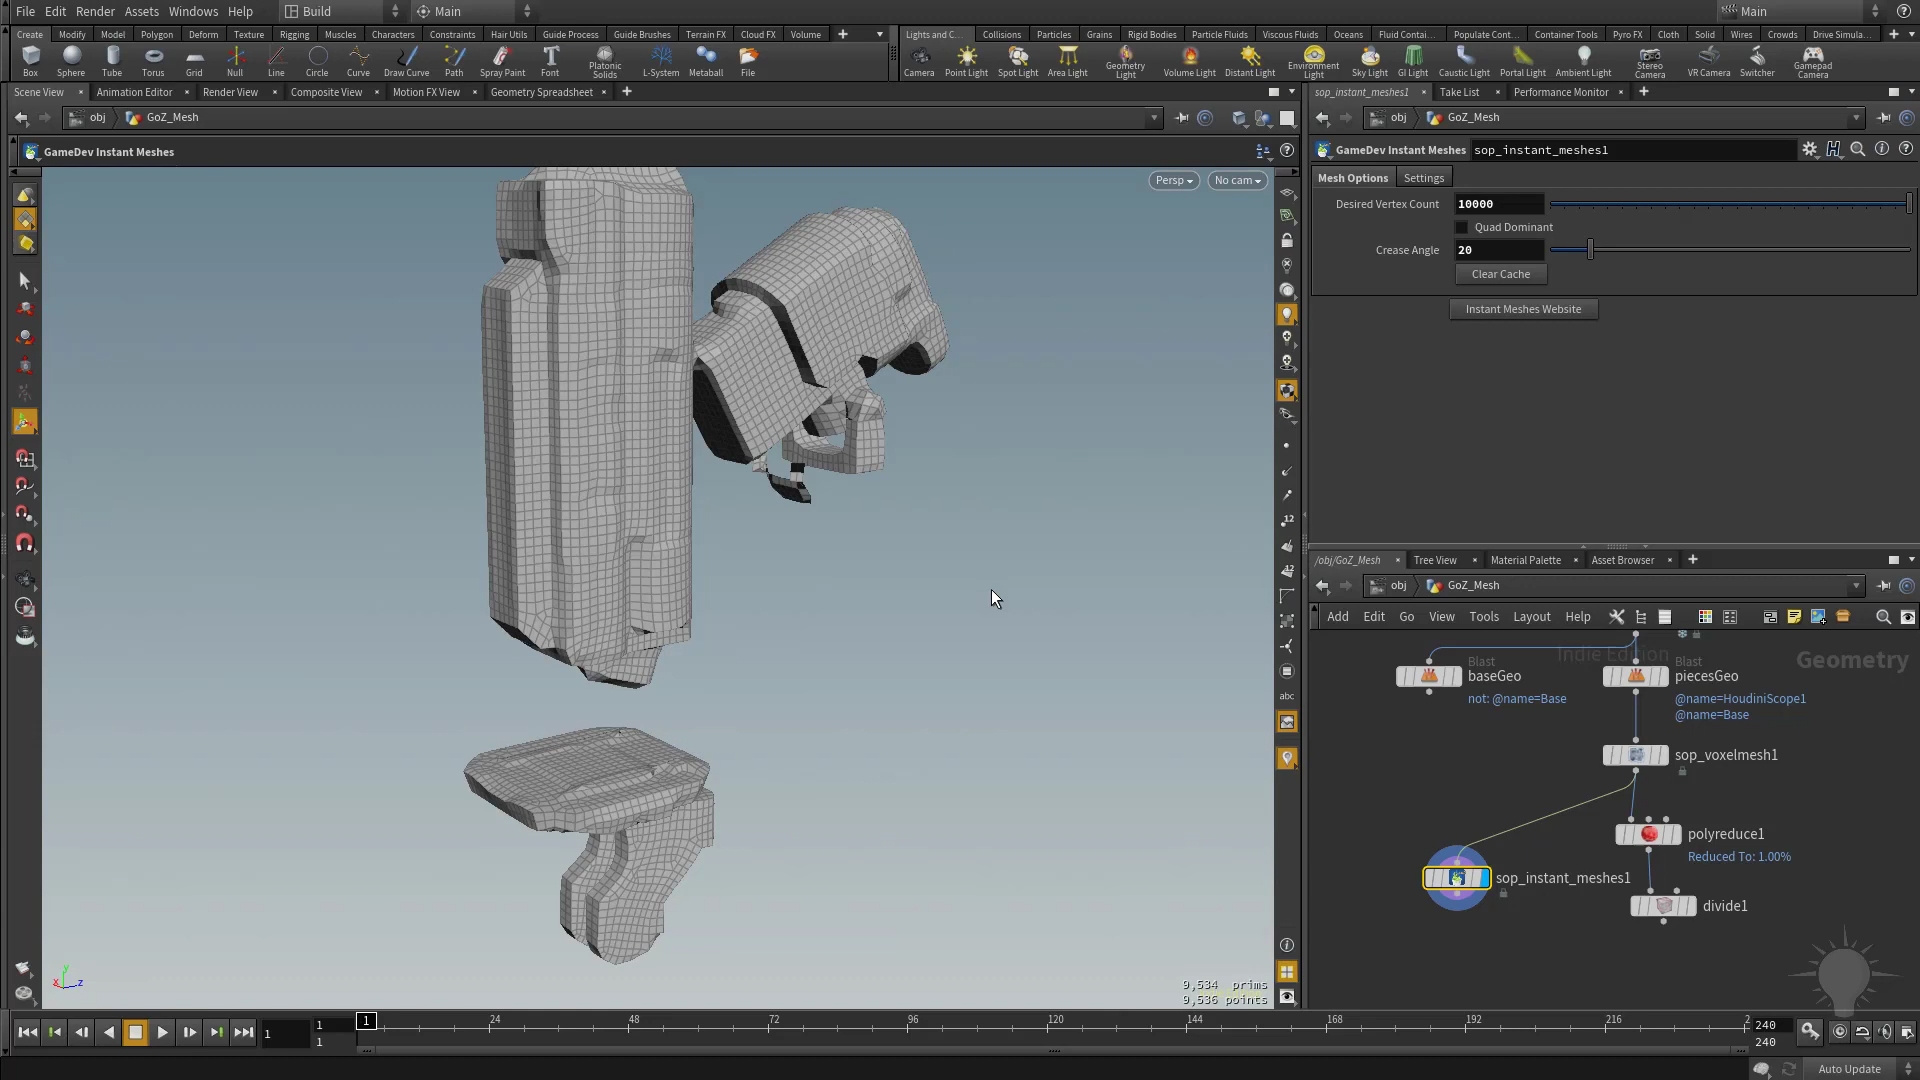 File Edit Render Assets Windows Help Build Main Main
Create Modify Model Polygon Deform Texture Rigging Muscles Characters Constraints Hair Utils Guide Process Guide Brushes Terrain FX Cloud FX Volume
Lights and C... Collisions Particles Grains Rigid Bodies Particle Fluids Viscous Fluids Oceans Fluid Contai... Populate Cont... Container Tools Pyro FX Cloth Solid Wires Crowds Drive Simula...
Box Sphere Tube Torus Grid Null Line Circle Curve Draw Curve Path Spray Paint Font Platonic Solids L-System Metaball File
Camera Point Light Spot Light Area Light Geometry Light Volume Light Distant Light Environment Light Sky Light GI Light Caustic Light Portal Light Ambient Light Stereo Camera VR Camera Switcher Gamepad Camera
Scene View Animation Editor Render View Composite View Motion FX View Geometry Spreadsheet
obj GoZ_Mesh
GameDev Instant Meshes
Persp No cam
12
12
abc
y
x z
9,534 prims
9,536 points
sop_instant_meshes1 Take List Performance Monitor
obj GoZ_Mesh
GameDev Instant Meshes sop_instant_meshes1
Mesh Options Settings
Desired Vertex Count 10000
Quad Dominant
Crease Angle 20
Clear Cache
Instant Meshes Website
/obj/GoZ_Mesh Tree View Material Palette Asset Browser
obj GoZ_Mesh
Add Edit Go View Tools Layout Help
Indie Edition Geometry
Blast
baseGeo
not: @name=Base
Blast
piecesGeo
@name=HoudiniScope1
@name=Base
sop_voxelmesh1
polyreduce1
Reduced To: 1.00%
sop_instant_meshes1
divide1
1 1 1 1 24 48 72 96 120 144 168 192 216 2 240
240
Auto Update